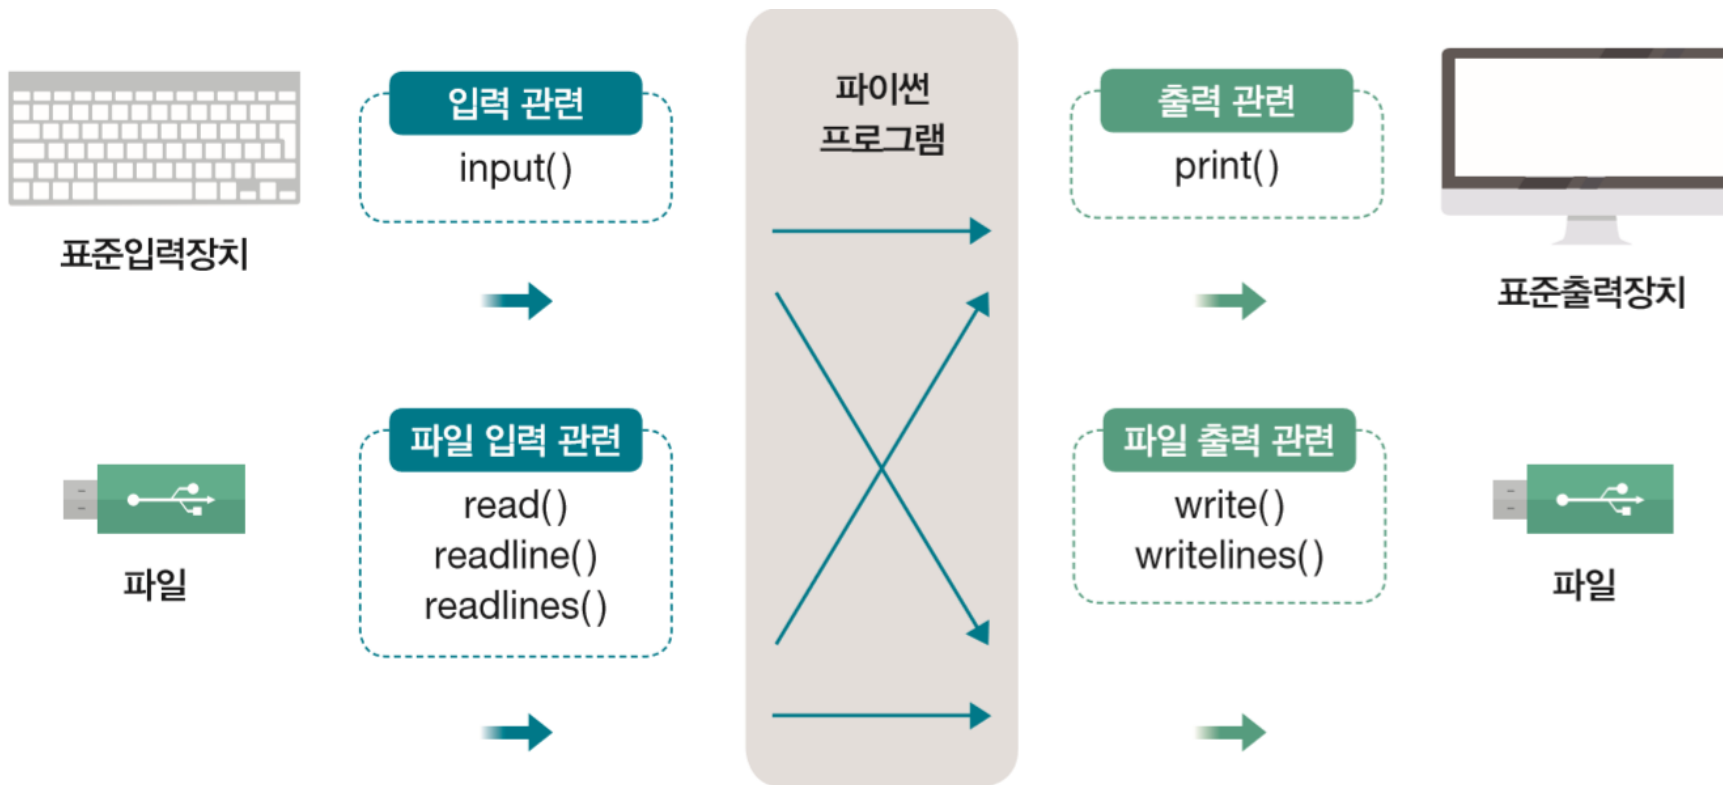 입력 관련
input()
표준입력장치
파일 입력 관련
read()
readline()
readlines()
파일
파이썬
프로그램
출력 관련
print()
표준출력장치
파일 출력 관련
write()
writelines()
파일